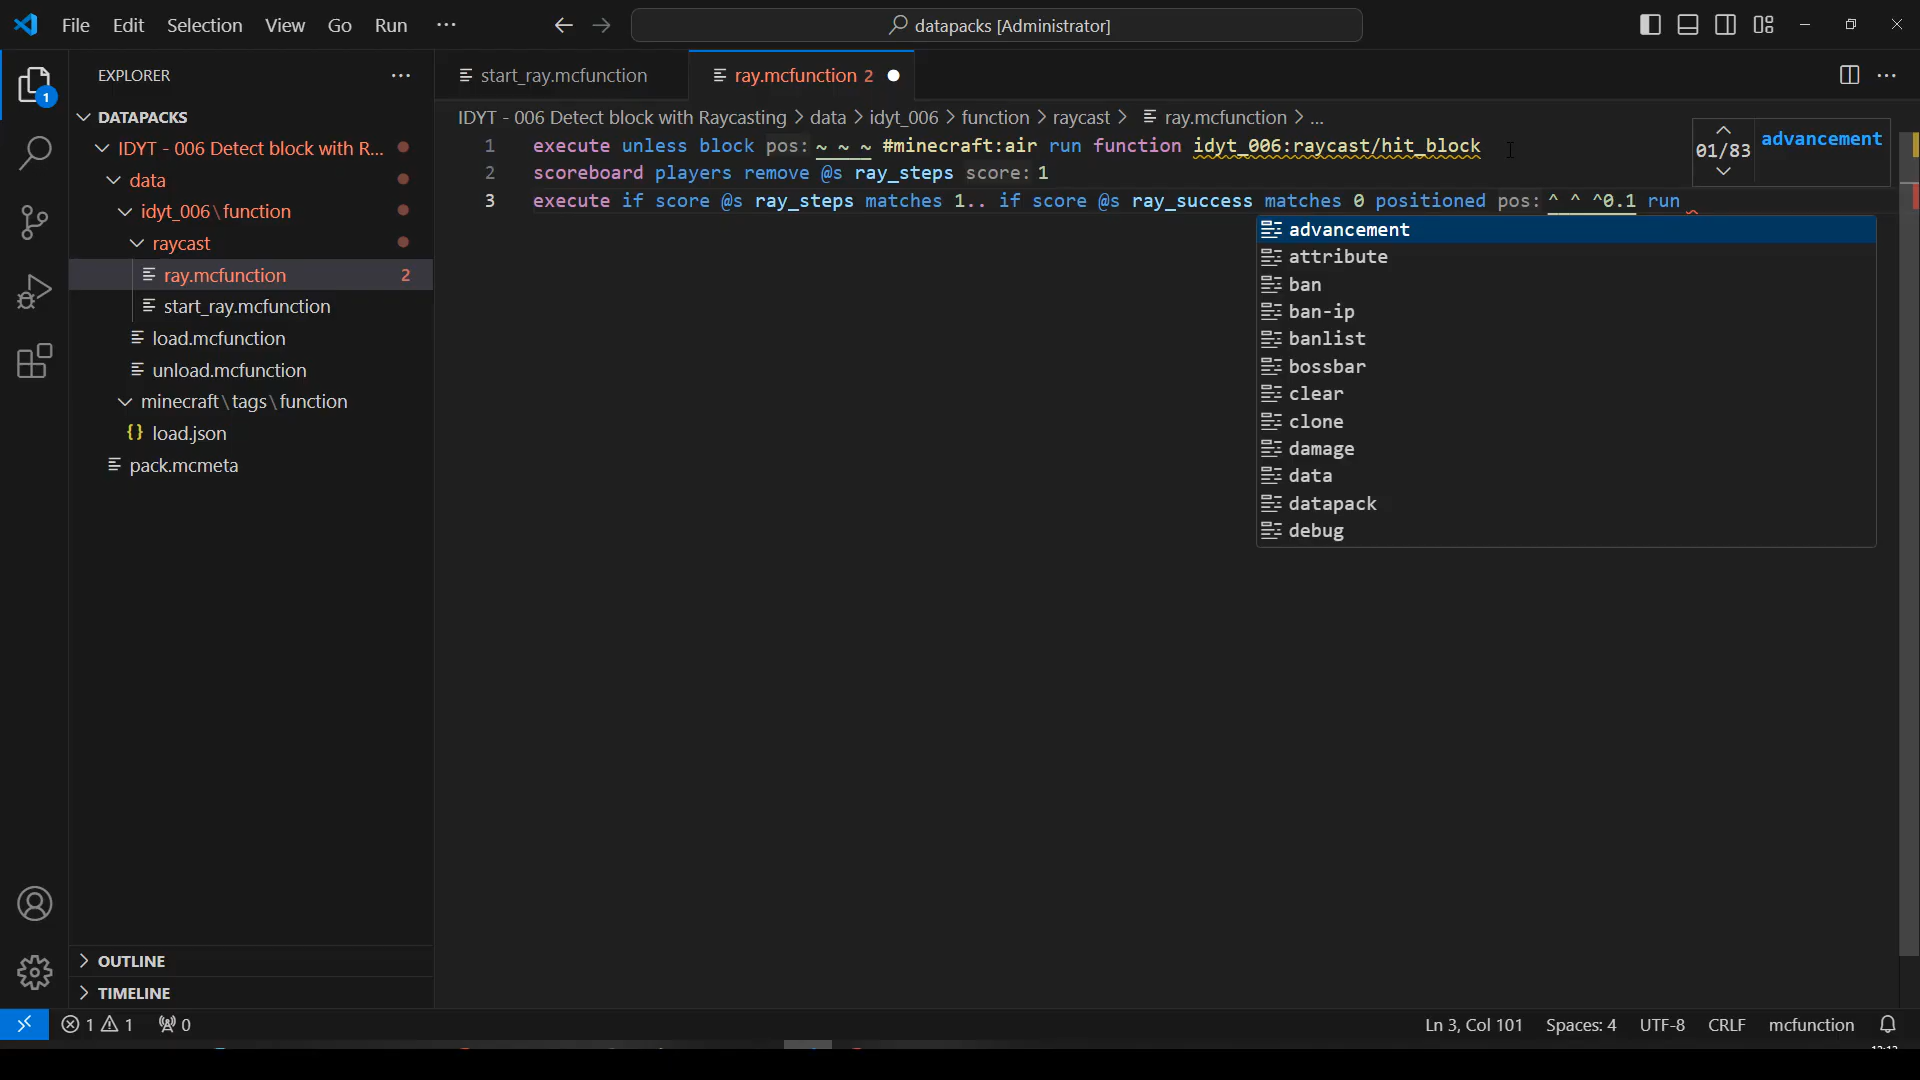 File Edit Selection View Go Run ··· datapacks [Administrator]
EXPLORER ···
start_ray.mcfunction ray.mcfunction 2
DATAPACKS
IDYT - 006 Detect block with R...
data
idyt_006\function
raycast
ray.mcfunction 2
start_ray.mcfunction
load.mcfunction
unload.mcfunction
minecraft\tags\function
{} load.json
pack.mcmeta
OUTLINE
TIMELINE
1
IDYT - 006 Detect block with Raycasting > data > idyt_006 > function > raycast > ray.mcfunction > ...
1 execute unless block pos: ~ ~ ~ #minecraft:air run function idyt_006:raycast/hit_block
2 scoreboard players remove @s ray_steps score: 1
3 execute if score @s ray_steps matches 1.. if score @s ray_success matches 0 positioned pos: ^ ^ ^0.1 run
01/83 advancement
advancement
attribute
ban
ban-ip
banlist
bossbar
clear
clone
damage
data
datapack
debug
1 1 0 Ln 3, Col 101 Spaces: 4 UTF-8 CRLF mcfunction